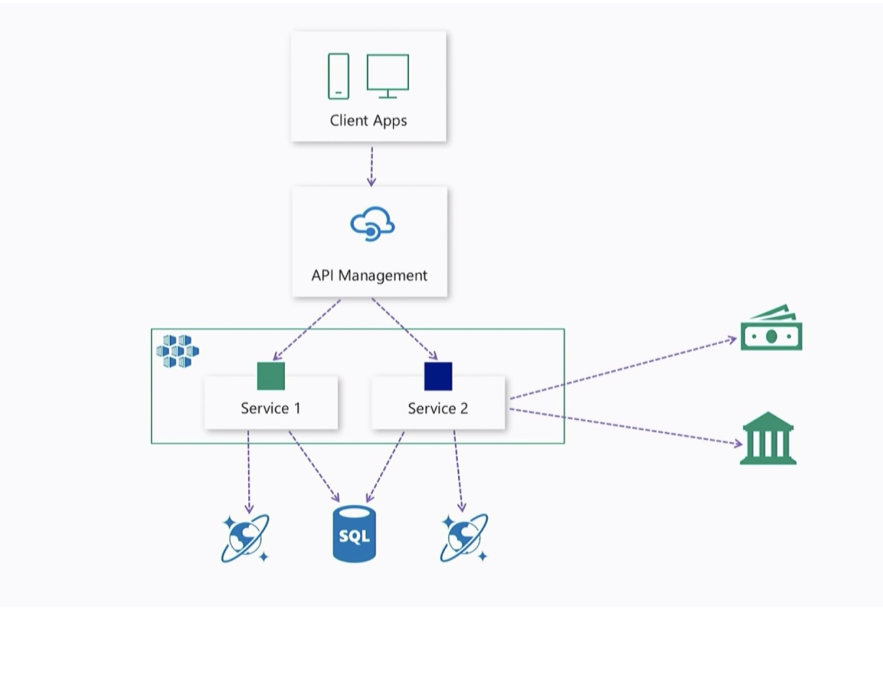 Client Apps
API Management
Service 1
Service 2
SQL